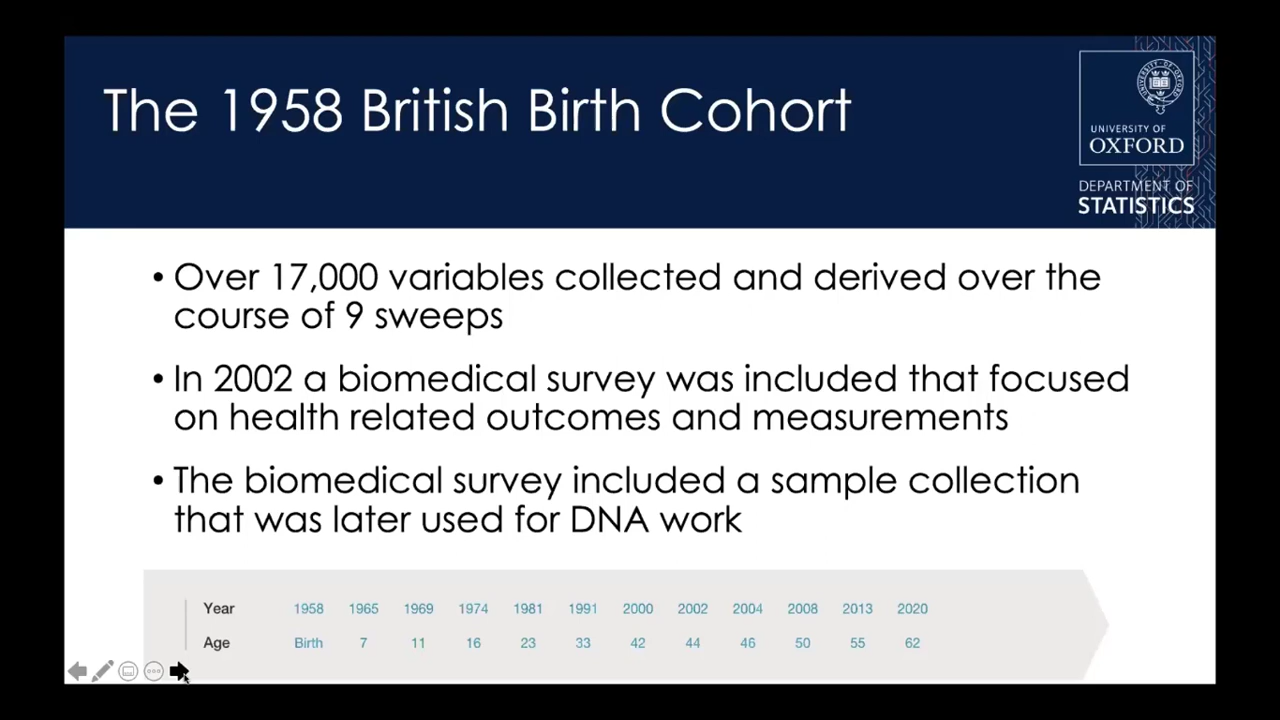 The 1958 British Birth Cohort
UNIVERSITY OF
OXFORD
DEPARTMENT OF
STATISTICS
• Over 17,000 variables collected and derived over the
course of 9 sweeps
• In 2002 a biomedical survey was included that focused
on health related outcomes and measurements
• The biomedical survey included a sample collection
that was later used for DNA work
Year 1958 1965 1969 1974 1981 1991 2000 2002 2004 2008 2013 2020
Age Birth 7 11 16 23 33 42 44 46 50 55 62